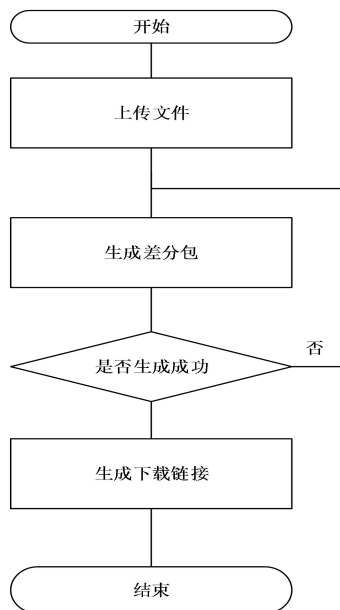 开始
上传文件
生成差分包
是否生成成功
否
生成下载链接
结束